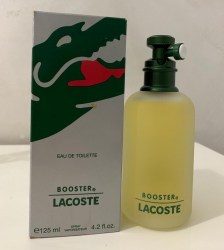 EAU DE TOILETTE
BOOSTER®
LACOSTE
℮125 ml
4.2 fl.oz.
BOOSTER®
LACOSTE